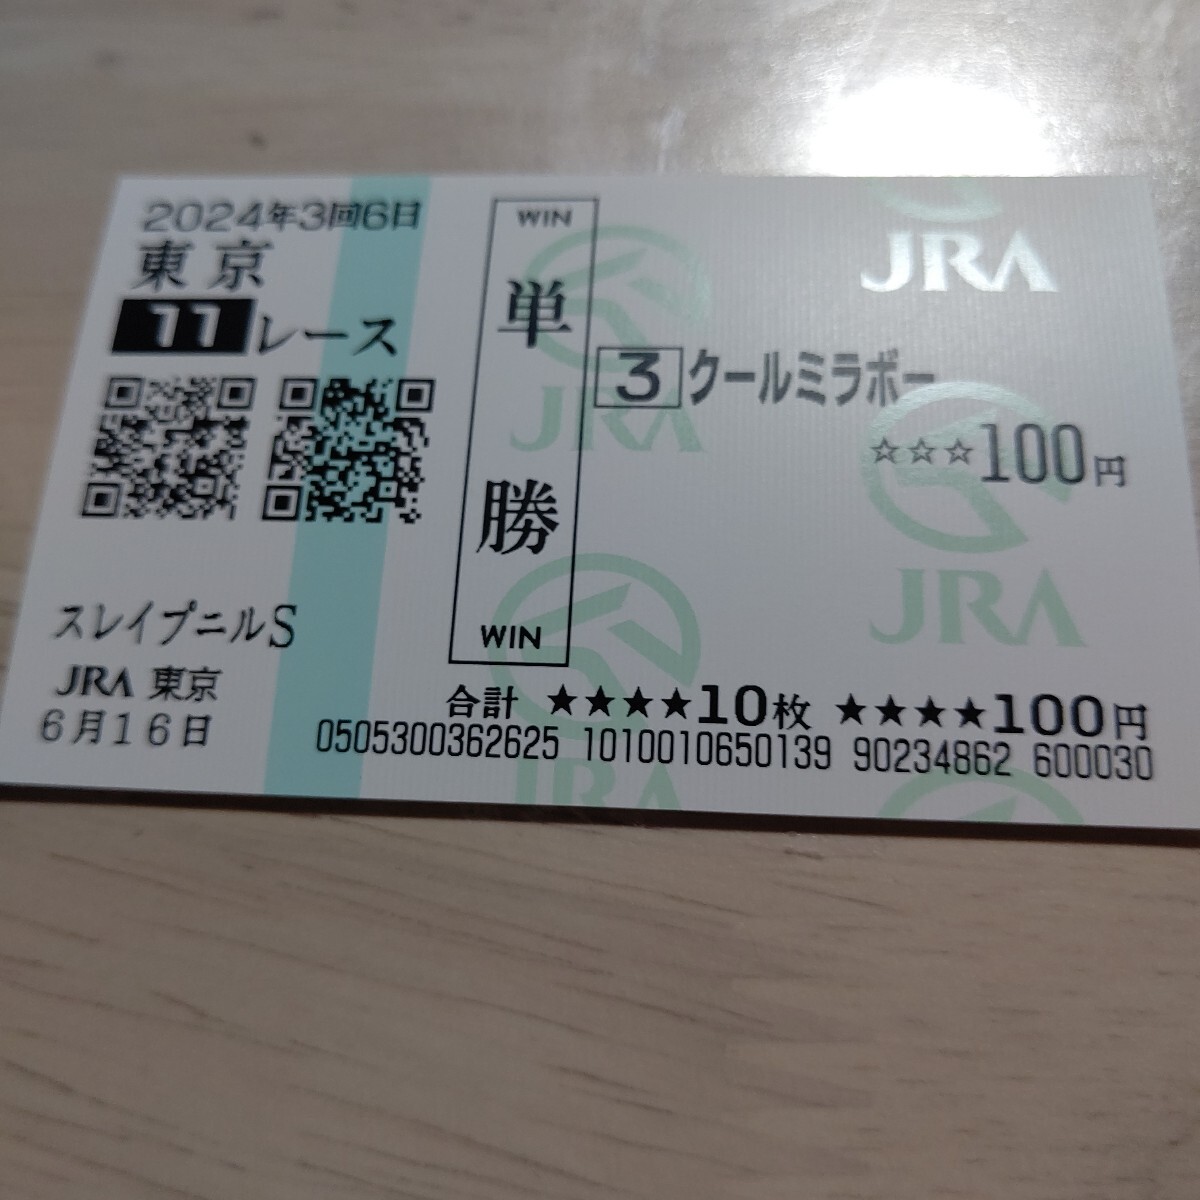 2024年3回6日
東京
11レース
スレイプニルS
JRA 東京
6月16日
WIN
単勝
WIN
JRA
3 クールミラボー
☆☆☆100円
JRA
JRA
JRA
合計 ★★★★10枚 ★★★★100円
0505300362625 1010010650139 90234862 600030